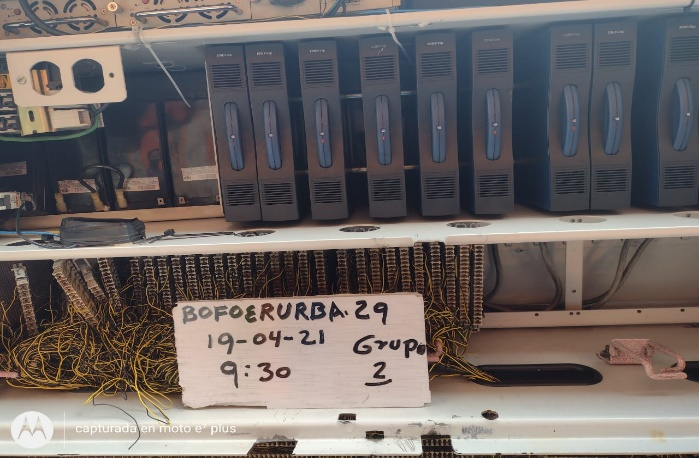 BOFOERURBA.29
19-04-21 Grupo
9:30 2
capturada en moto e⁵ plus